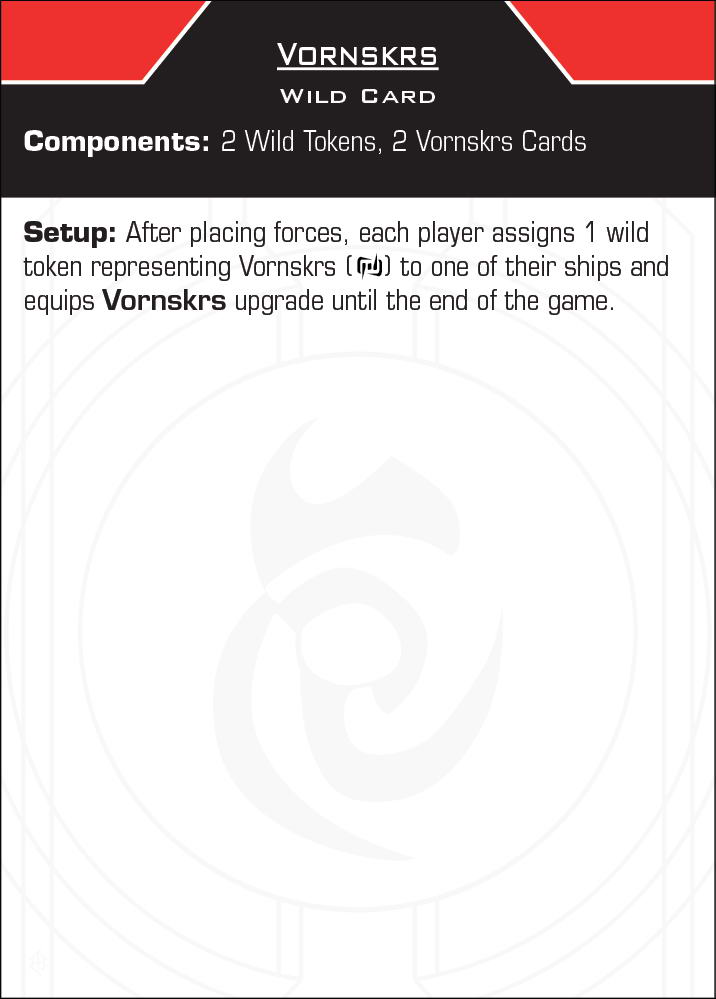 Vornskrs
Wild Card
Components: 2 Wild Tokens, 2 Vornskrs Cards
Setup: After placing forces, each player assigns 1 wild
token representing Vornskrs ( ) to one of their ships and
equips Vornskrs upgrade until the end of the game.